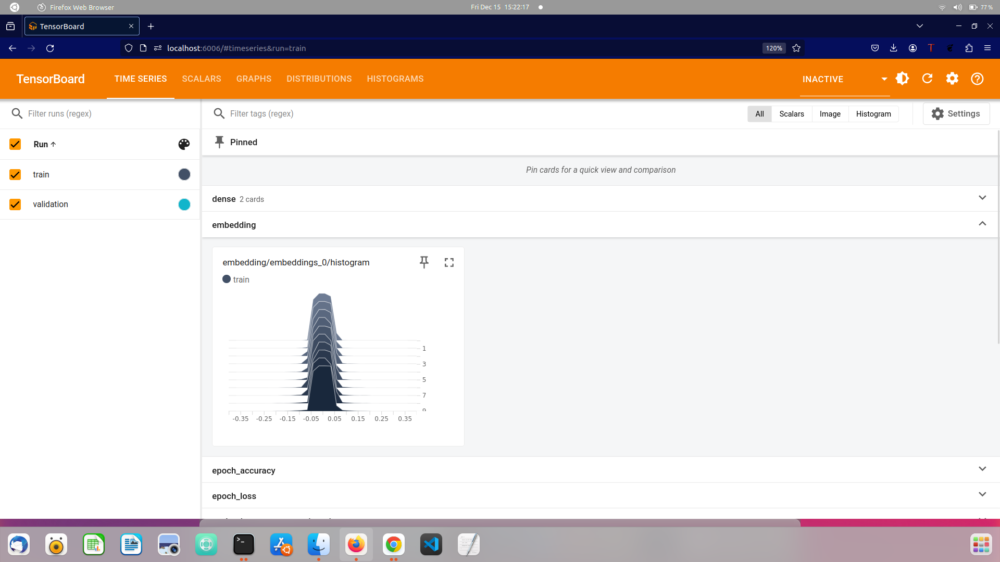 Firefox Web Browser
Fri Dec 15 15:22:17
77 %
TensorBoard
localhost:6006/#timeseries&run=train
120%
TensorBoard
TIME SERIES
SCALARS
GRAPHS
DISTRIBUTIONS
HISTOGRAMS
INACTIVE
Filter runs (regex)
Filter tags (regex)
All
Scalars
Image
Histogram
Settings
Run
Pinned
train
Pin cards for a quick view and comparison
validation
dense 2 cards
embedding
embedding/embeddings_0/histogram
train
1
3
5
7
9
-0.35 -0.25 -0.15 -0.05 0.05 0.15 0.25 0.35
epoch_accuracy
epoch_loss